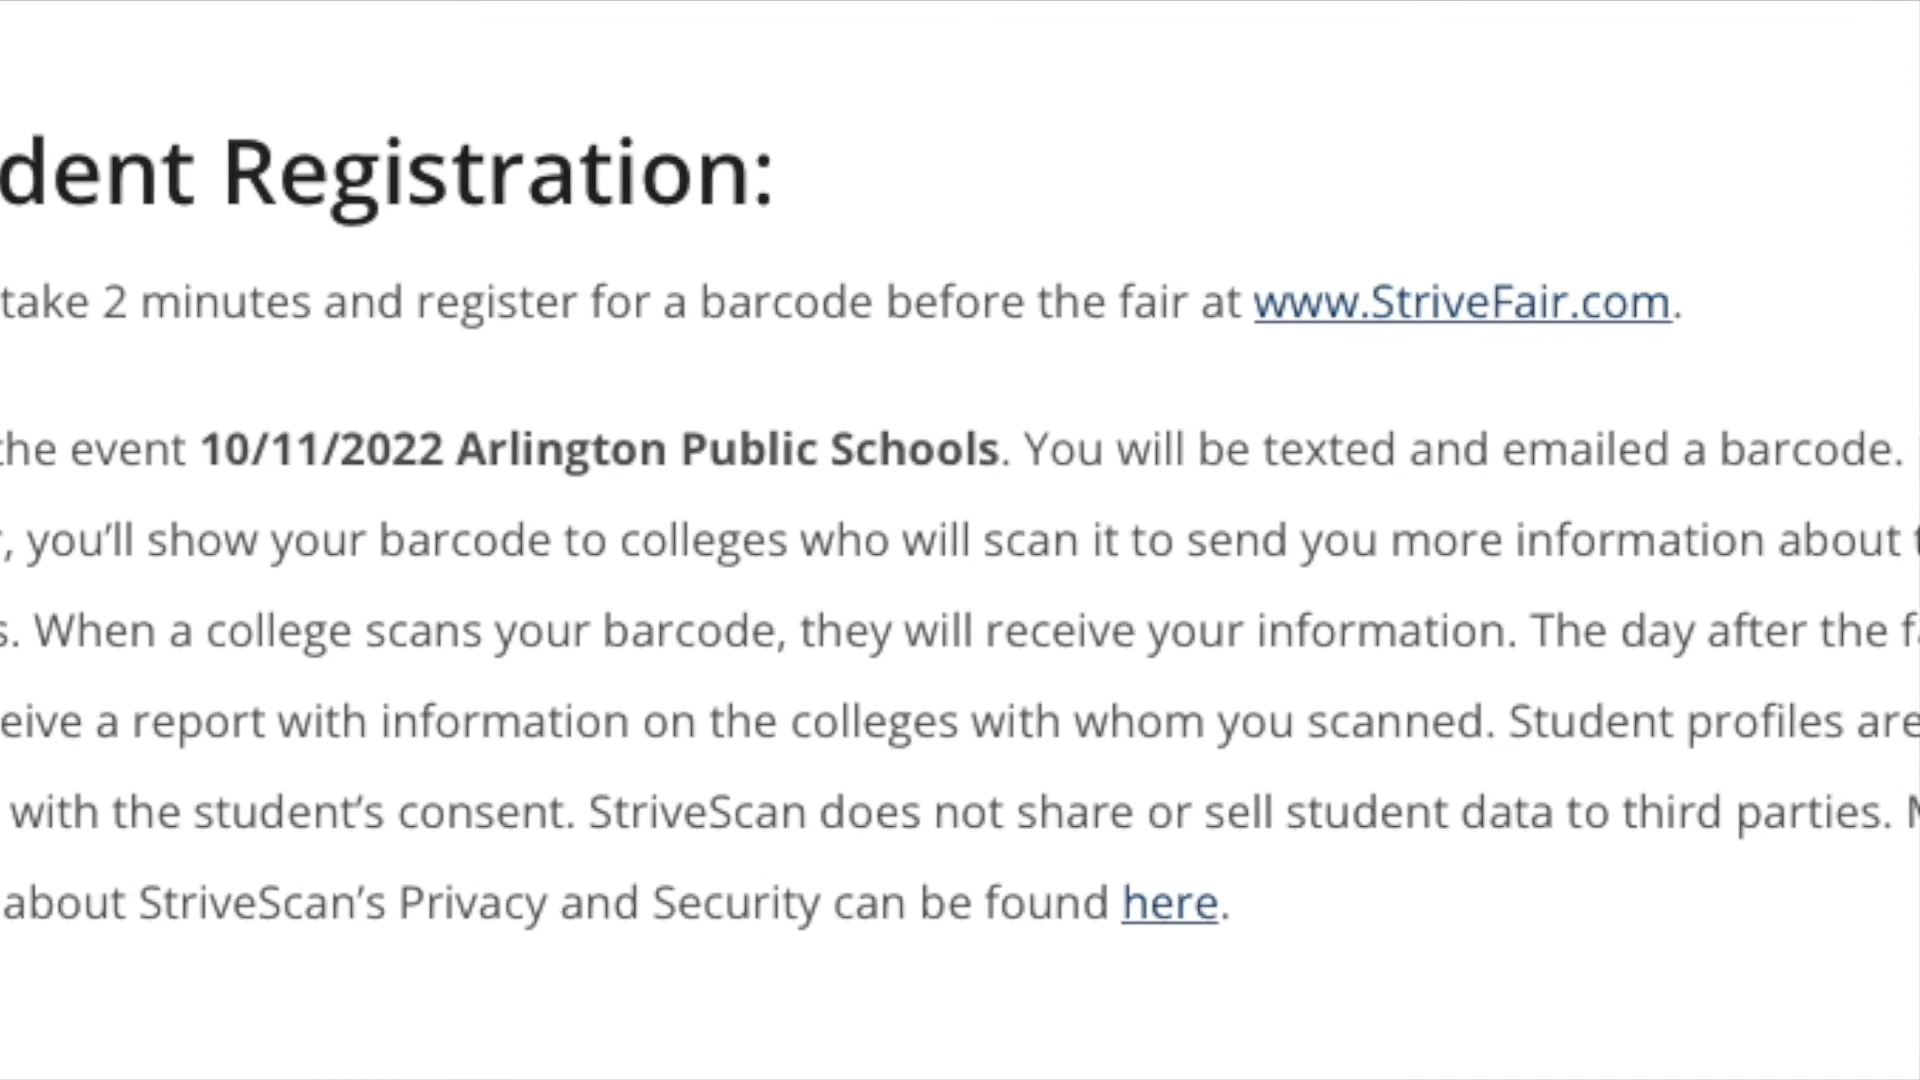 dent Registration:
take 2 minutes and register for a barcode before the fair at www.StriveFair.com.
the event 10/11/2022 Arlington Public Schools. You will be texted and emailed a barcode.
, you’ll show your barcode to colleges who will scan it to send you more information about
s. When a college scans your barcode, they will receive your information. The day after the
eive a report with information on the colleges with whom you scanned. Student profiles are
with the student’s consent. StriveScan does not share or sell student data to third parties.
about StriveScan’s Privacy and Security can be found here.